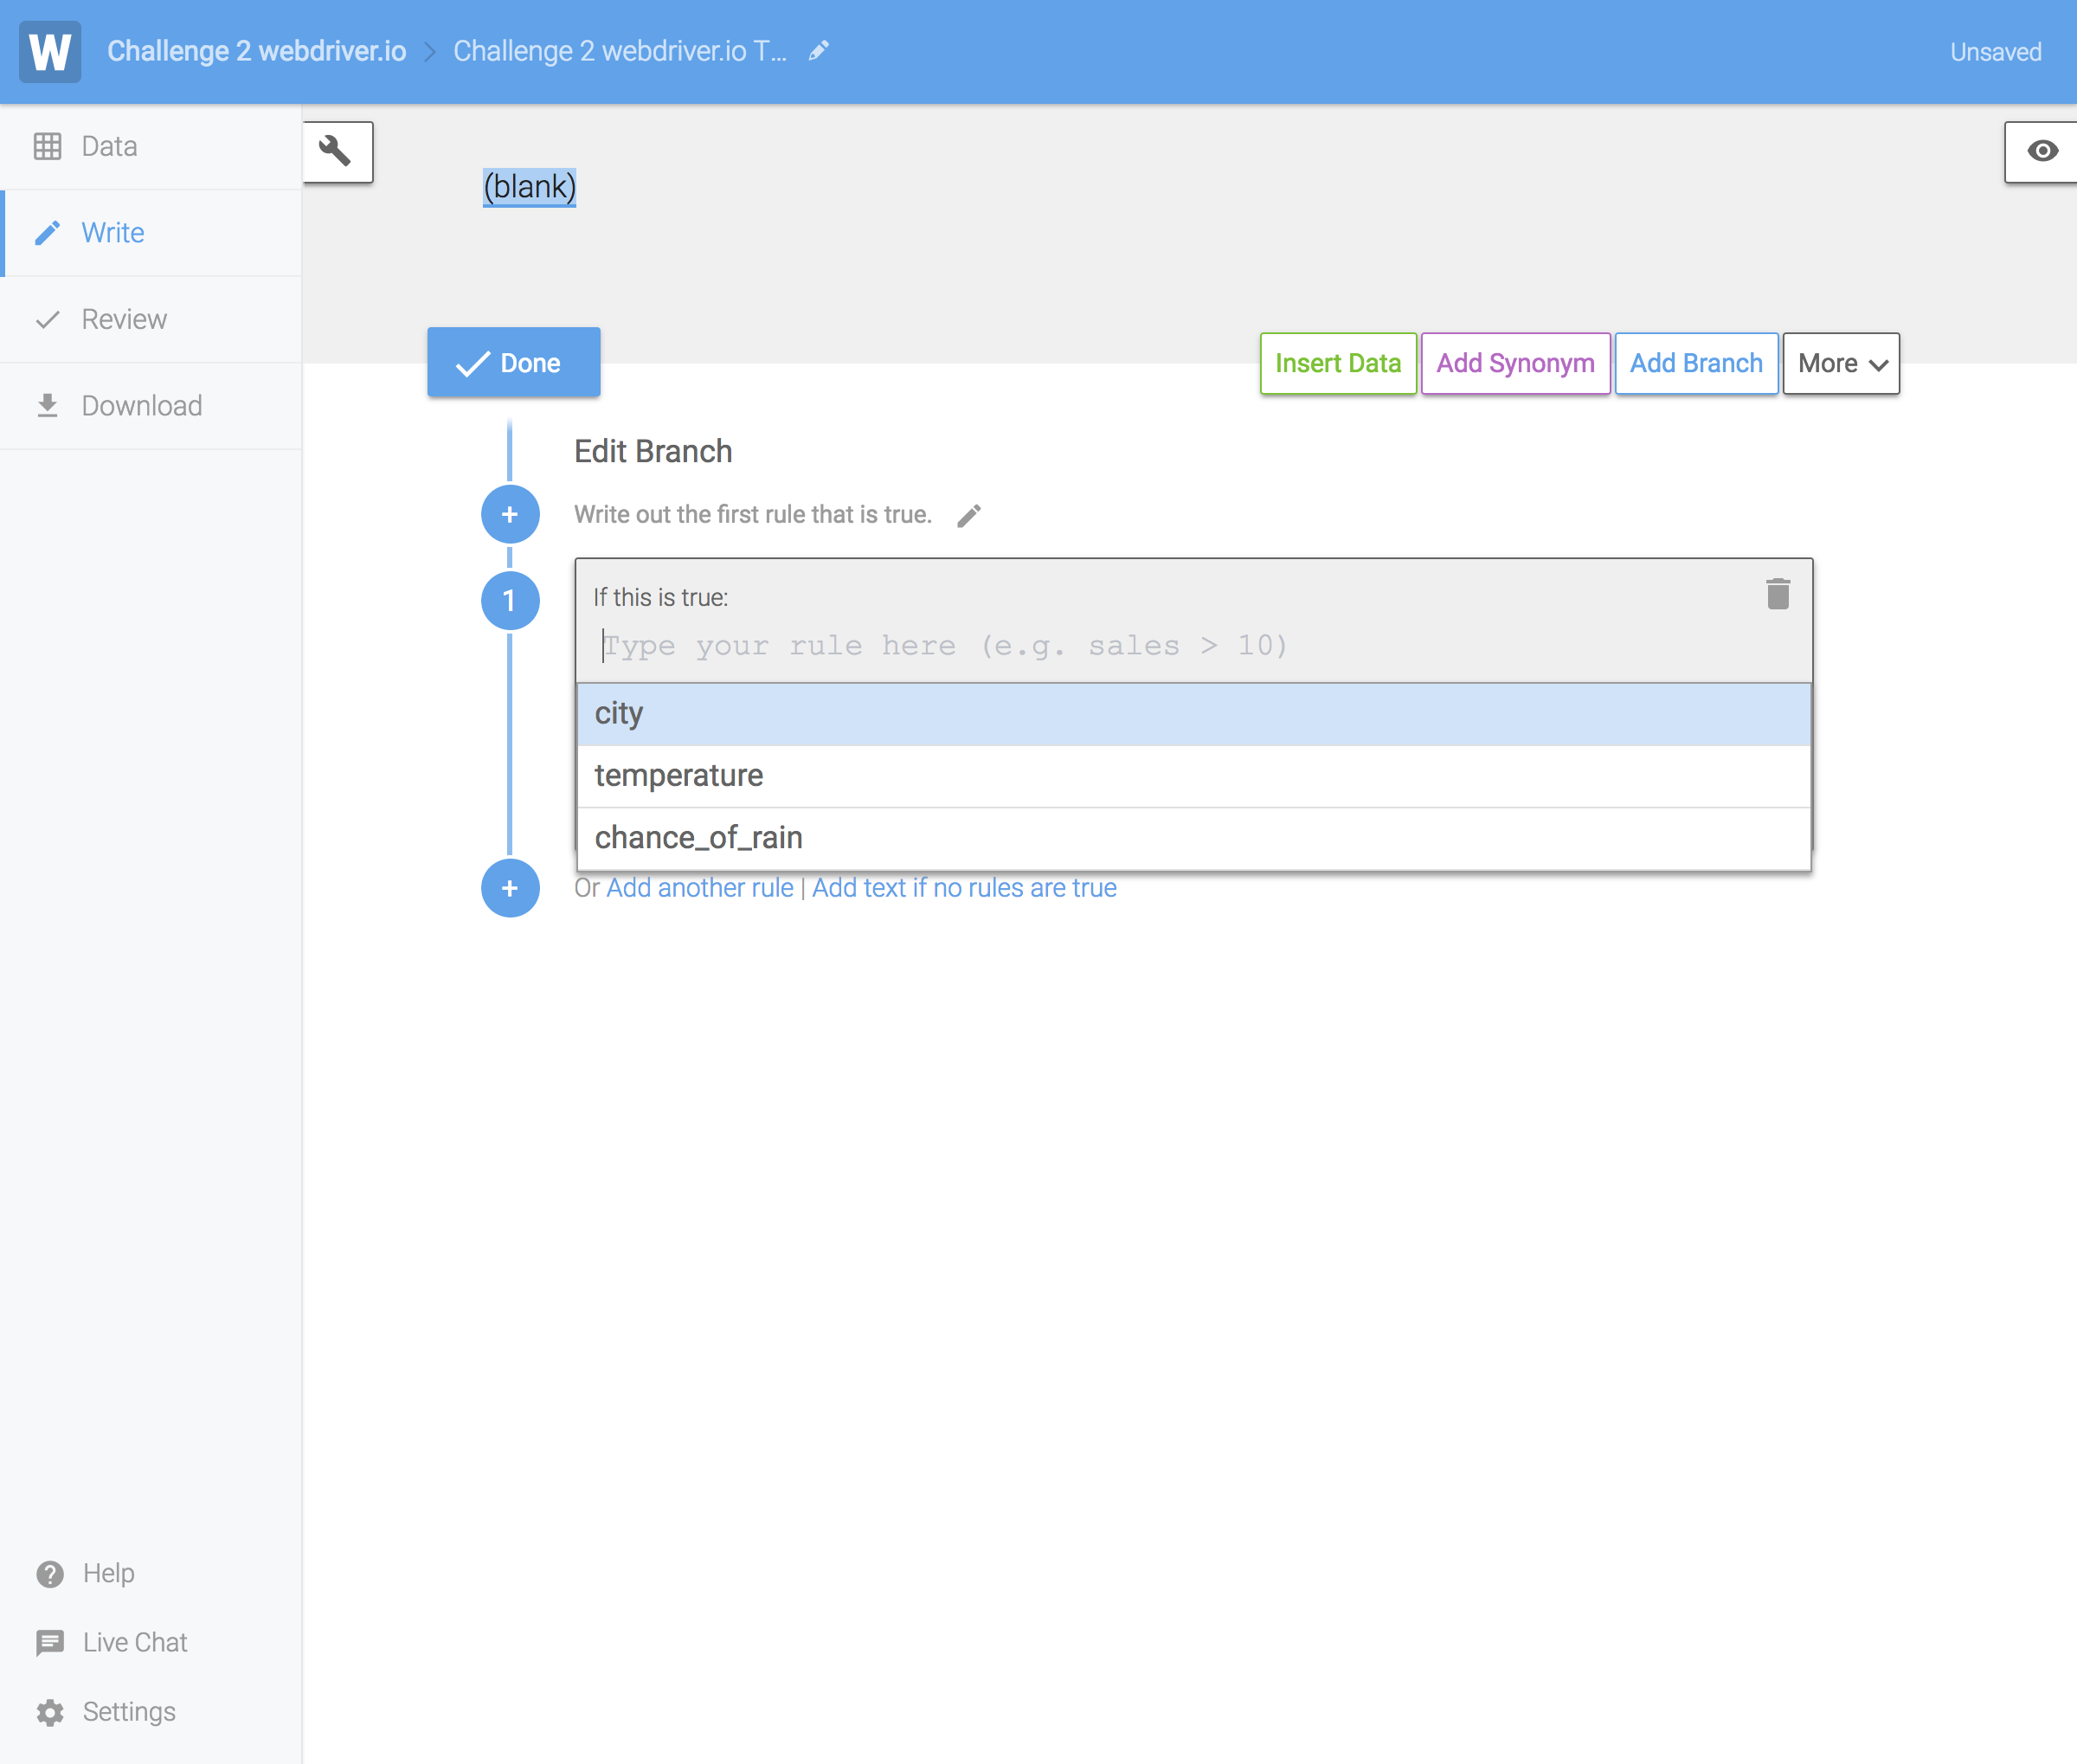 W Challenge 2 webdriver.io > Challenge 2 webdriver.io T... Unsaved
Data
Write
Review
Download
(blank)
Done
Insert Data Add Synonym Add Branch More
Edit Branch
+ Write out the first rule that is true.
1
If this is true:
Type your rule here (e.g. sales > 10)
city
temperature
chance_of_rain
+ Or Add another rule | Add text if no rules are true
Help
Live Chat
Settings